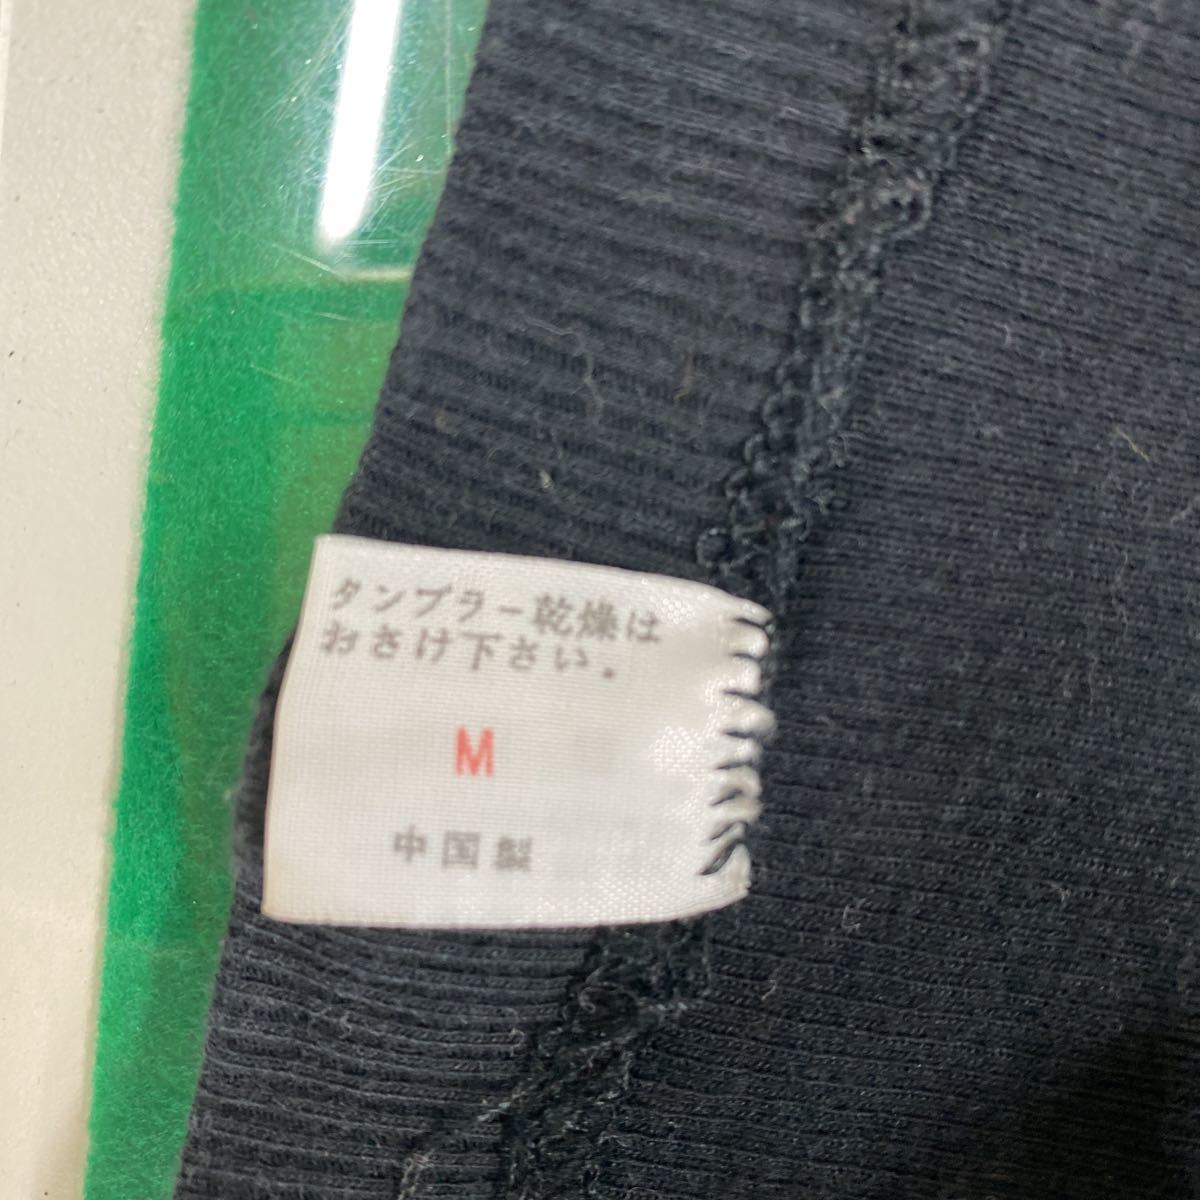 タンブラー乾燥は
おさけ下さい.
M
中国製